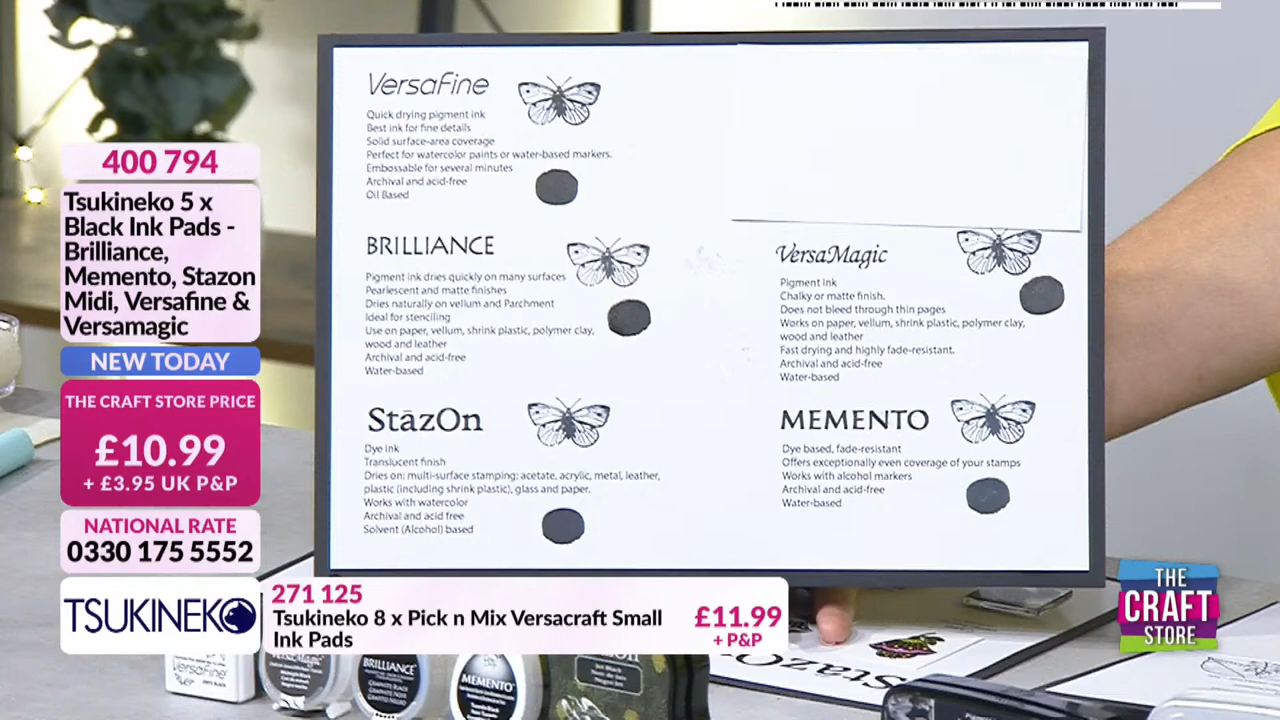 VersaFine
Quick drying pigment ink
Best ink for fine details
Solid surface-area coverage
Perfect for watercolor paints or water-based markers.
Embossable for several minutes
Archival and acid-free
Oil Based
BRILLIANCE
Pigment ink dries quickly on many surfaces
Pearlescent and matte finishes
Dries naturally on vellum and Parchment
Ideal for stenciling
Use on paper, vellum, shrink plastic, polymer clay,
wood and leather
Archival and acid-free
Water-based
VersaMagic
Pigment ink
Chalky or matte finish.
Does not bleed through thin pages
Works on paper, vellum, shrink plastic, polymer clay,
wood and leather
Fast drying and highly fade-resistant.
Archival and acid-free
Water-based
StāzOn
Dye ink
Translucent finish
Dries on: multi-surface stamping: acetate, acrylic, metal, leather,
plastic (including shrink plastic), glass and paper.
Works with watercolor
Archival and acid free
Solvent (Alcohol) based
MEMENTO
Dye based, fade-resistant
Offers exceptionally even coverage of your stamps
Works with alcohol markers
Archival and acid-free
Water-based
400 794
Tsukineko 5 x
Black Ink Pads -
Brilliance,
Memento, Stazon
Midi, Versafine &
Versamagic
NEW TODAY
THE CRAFT STORE PRICE
£10.99
+ £3.95 UK P&P
NATIONAL RATE
0330 175 5552
TSUKINEKO
271 125
Tsukineko 8 x Pick n Mix Versacraft Small
Ink Pads
£11.99
+ P&P
THE
CRAFT
STORE
VersaFine
BRILLIANCE
GRAPHITE BLACK
MEMENTO
StazOn